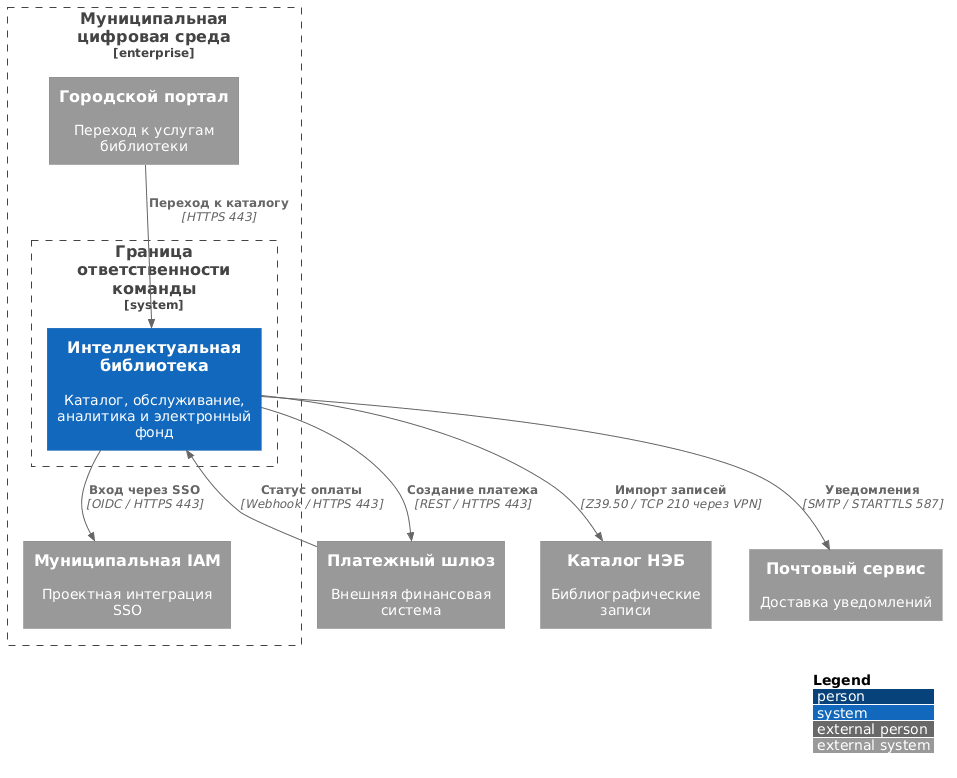 Муниципальная
цифровая среда
[enterprise]
Городской портал
Переход к услугам
библиотеки
Переход к каталогу
[HTTPS 443]
Граница
ответственности
команды
[system]
Интеллектуальная
библиотека
Каталог, обслуживание,
аналитика и электронный
фонд
Вход через SSO
[OIDC / HTTPS 443]
Статус оплаты
[Webhook / HTTPS 443]
Создание платежа
[REST / HTTPS 443]
Импорт записей
[Z39.50 / TCP 210 через VPN]
Уведомления
[SMTP / STARTTLS 587]
Муниципальная IAM
Проектная интеграция
SSO
Платежный шлюз
Внешняя финансовая
система
Каталог НЭБ
Библиографические
записи
Почтовый сервис
Доставка уведомлений
Legend
person
system
external person
external system